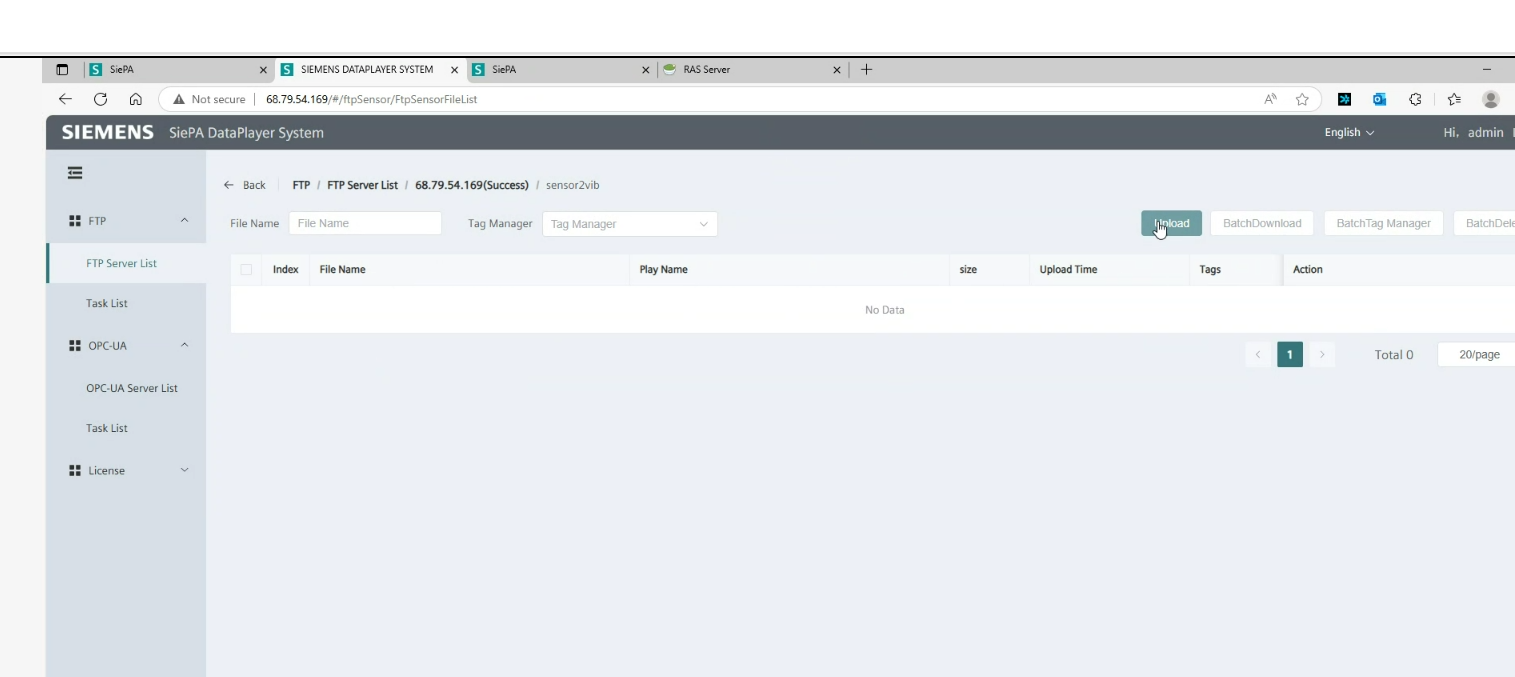 SiePA SIEMENS DATAPLAYER SYSTEM SiePA RAS Server
Not secure 68.79.54.169/#/ftpSensor/FtpSensorFileList
SIEMENS SiePA DataPlayer System English Hi, admin
← Back FTP / FTP Server List / 68.79.54.169(Success) / sensor2vib
FTP File Name File Name Tag Manager Tag Manager Upload BatchDownload BatchTag Manager BatchDele
FTP Server List Index File Name Play Name size Upload Time Tags Action
Task List No Data
OPC-UA < 1 > Total 0 20/page
OPC-UA Server List
Task List
License